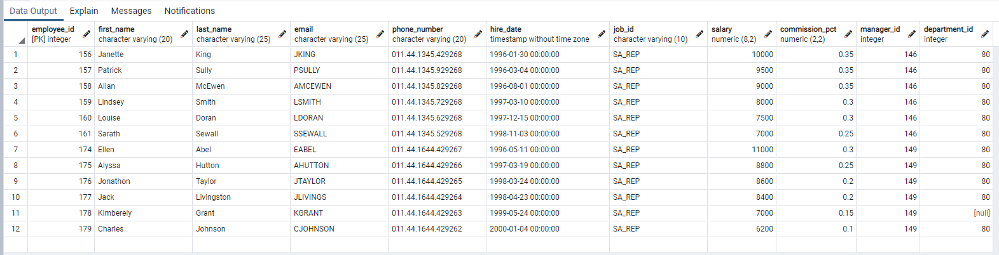 Data Output Explain Messages Notifications
employee_id first_name last_name email phone_number hire_date job_id salary commission_pct manager_id department_id
[PK] integer character varying (20) character varying (25) character varying (25) character varying (20) timestamp without time zone character varying (10) numeric (8,2) numeric (2,2) integer integer
1 156 Janette King JKING 011.44.1345.429268 1996-01-30 00:00:00 SA_REP 10000 0.35 146 80
2 157 Patrick Sully PSULLY 011.44.1345.929268 1996-03-04 00:00:00 SA_REP 9500 0.35 146 80
3 158 Allan McEwen AMCEWEN 011.44.1345.829268 1996-08-01 00:00:00 SA_REP 9000 0.35 146 80
4 159 Lindsey Smith LSMITH 011.44.1345.729268 1997-03-10 00:00:00 SA_REP 8000 0.3 146 80
5 160 Louise Doran LDORAN 011.44.1345.629268 1997-12-15 00:00:00 SA_REP 7500 0.3 146 80
6 161 Sarath Sewall SSEWALL 011.44.1345.529268 1998-11-03 00:00:00 SA_REP 7000 0.25 146 80
7 174 Ellen Abel EABEL 011.44.1644.429267 1996-05-11 00:00:00 SA_REP 11000 0.3 149 80
8 175 Alyssa Hutton AHUTTON 011.44.1644.429266 1997-03-19 00:00:00 SA_REP 8800 0.25 149 80
9 176 Jonathon Taylor JTAYLOR 011.44.1644.429265 1998-03-24 00:00:00 SA_REP 8600 0.2 149 80
10 177 Jack Livingston JLIVINGS 011.44.1644.429264 1998-04-23 00:00:00 SA_REP 8400 0.2 149 80
11 178 Kimberely Grant KGRANT 011.44.1644.429263 1999-05-24 00:00:00 SA_REP 7000 0.15 149 [null]
12 179 Charles Johnson CJOHNSON 011.44.1644.429262 2000-01-04 00:00:00 SA_REP 6200 0.1 149 80